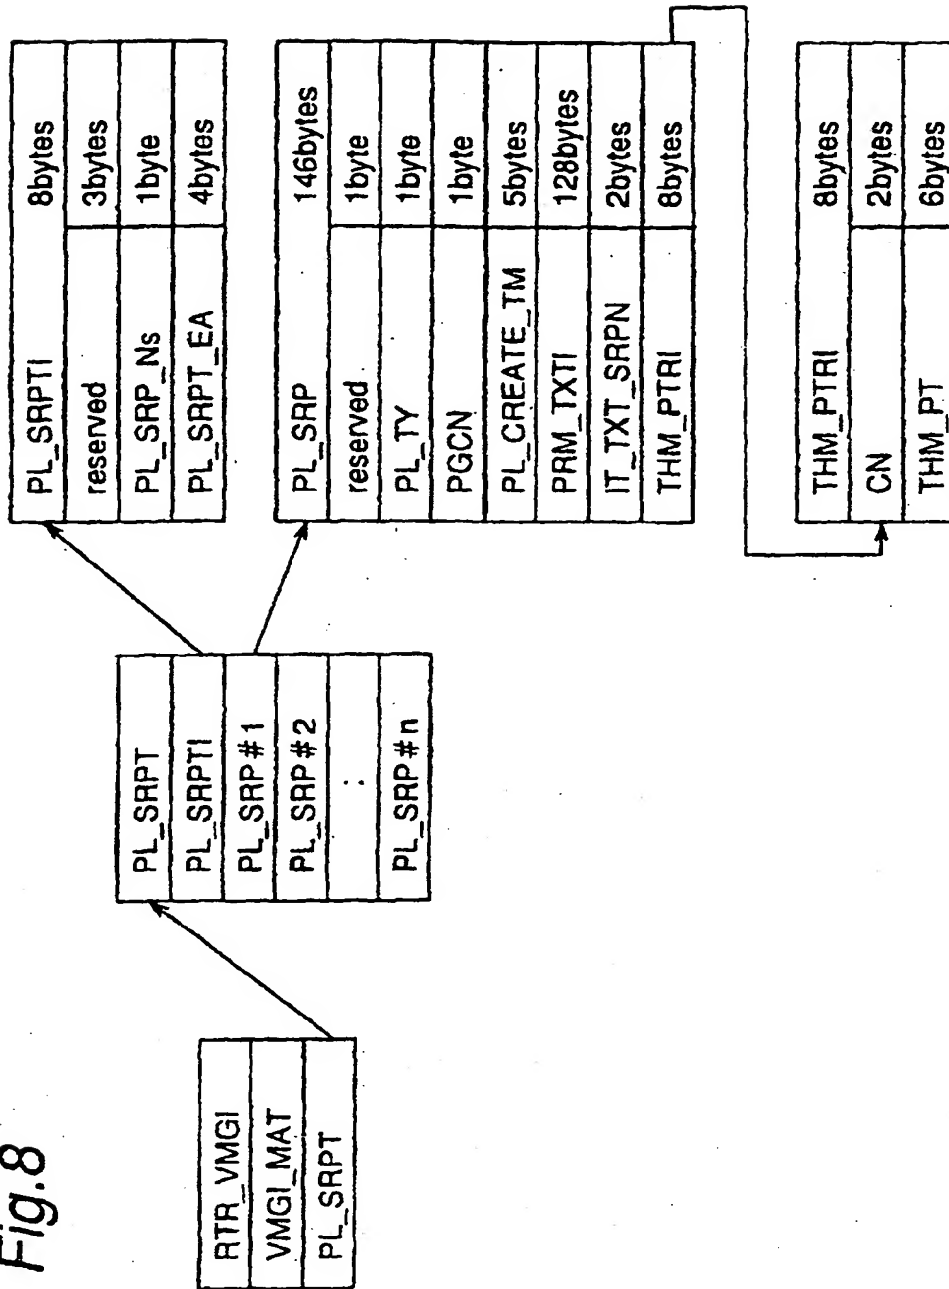 Fig.8
RTR_VMGI
VMGI_MAT
PL_SRPT
PL_SRPT
PL_SRPTI
PL_SRP#1
PL_SRP#2
:
PL_SRP#n
PL_SRPTI 8bytes
reserved 3bytes
PL_SRP_Ns 1byte
PL_SRPT_EA 4bytes
PL_SRP 146bytes
reserved 1byte
PL_TY 1byte
PGCN 1byte
PL_CREATE_TM 5bytes
PRM_TXTI 128bytes
IT_TXT_SRPN 2bytes
THM_PTRI 8bytes
THM_PTRI 8bytes
CN 2bytes
THM_PT 6bytes